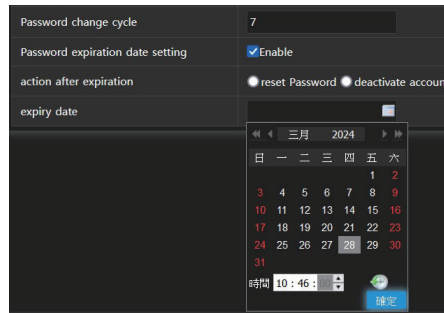 Password change cycle 7
Password expiration date setting Enable
action after expiration reset Password deactivate accoun
expiry date
三月 2024
日 一 二 三 四 五 六
1 2
3 4 5 6 7 8 9
10 11 12 13 14 15 16
17 18 19 20 21 22 23
24 25 26 27 28 29 30
31
時間 10 : 46 : 00
確定